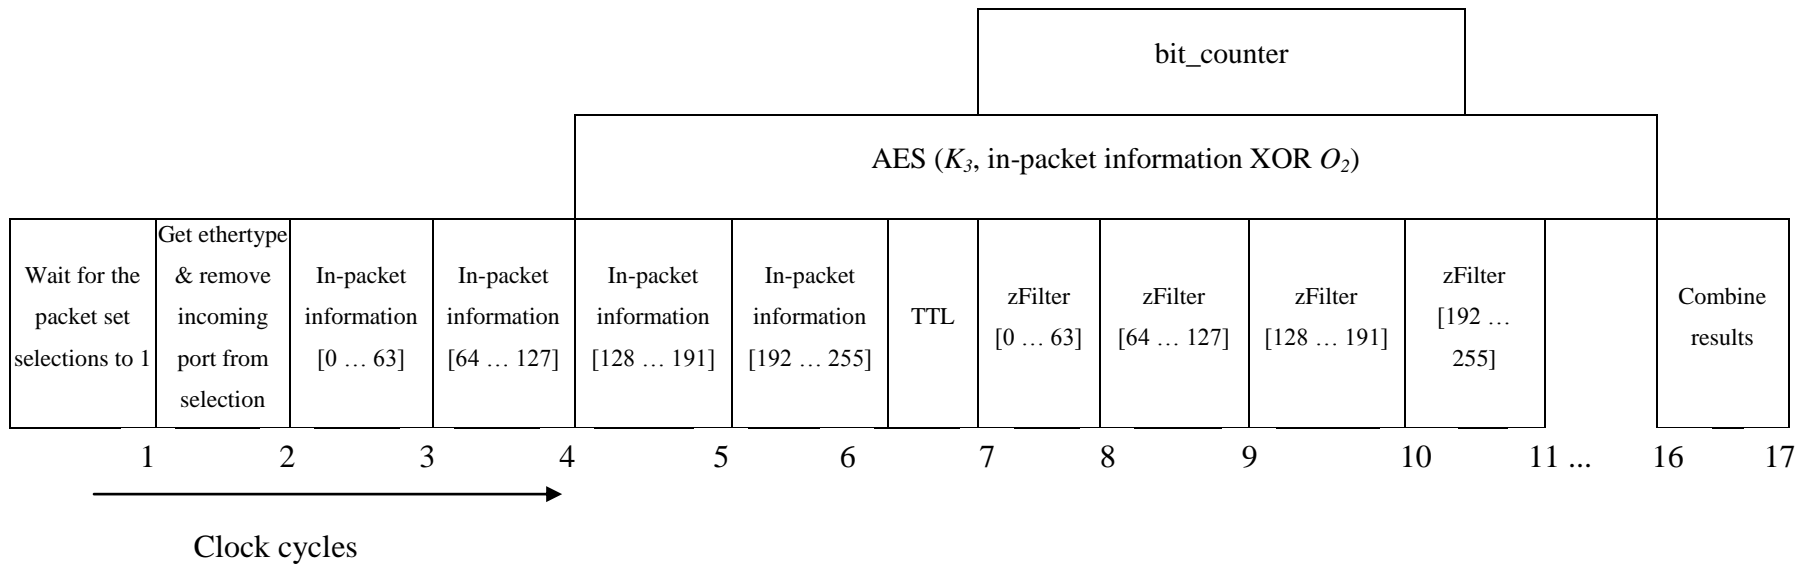 bit_counter
AES (K3, in-packet information XOR O2)
Wait for the
packet set
selections to 1
Get ethertype
& remove
incoming
port from
selection
In-packet
information
[0 … 63]
In-packet
information
[64 … 127]
In-packet
information
[128 … 191]
In-packet
information
[192 … 255]
TTL
zFilter
[0 … 63]
zFilter
[64 … 127]
zFilter
[128 … 191]
zFilter
[192 …
255]
Combine
results
1 2 3 4 5 6 7 8 9 10 11 ... 16 17
Clock cycles